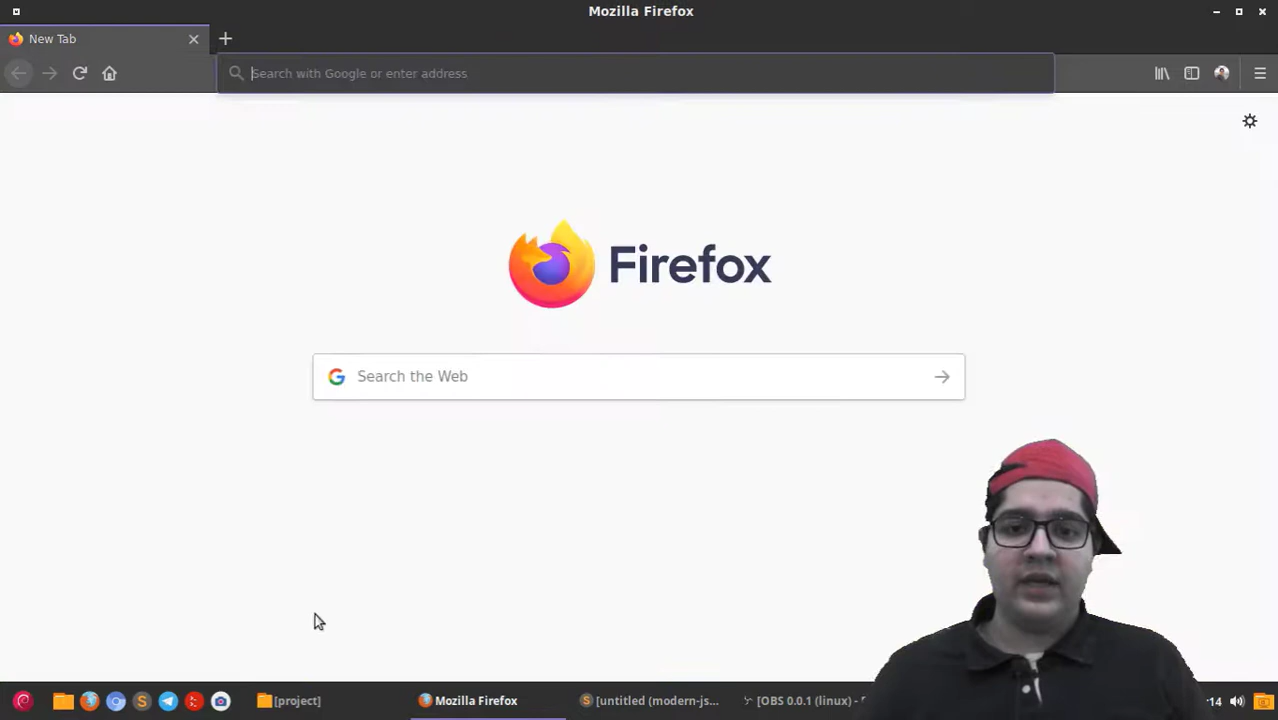 Mozilla Firefox
New Tab
Search with Google or enter address
Firefox
Search the Web
[project]
Mozilla Firefox
[untitled (modern-js...
[OBS 0.0.1 (linux) -
:14